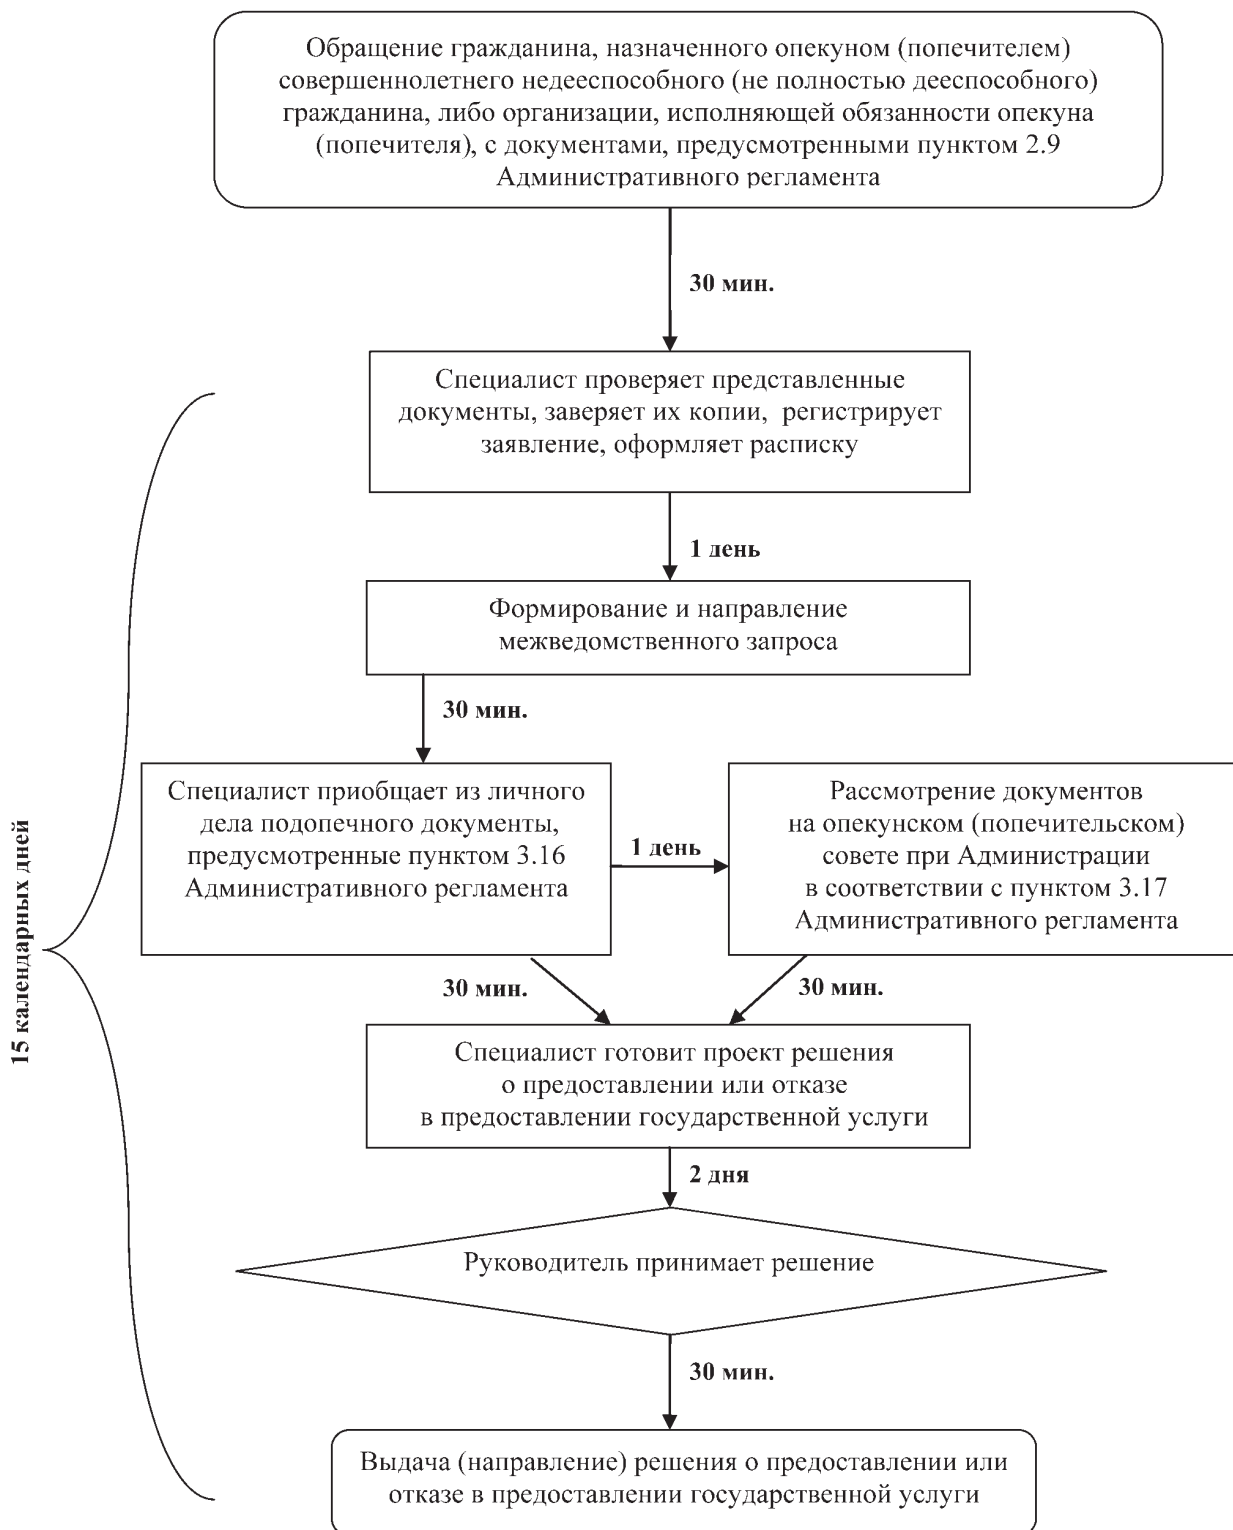 Обращение гражданина, назначенного опекуном (попечителем)
совершеннолетнего недееспособного (не полностью дееспособного)
гражданина, либо организации, исполняющей обязанности опекуна
(попечителя), с документами, предусмотренными пунктом 2.9
Административного регламента
30 мин.
Специалист проверяет представленные
документы, заверяет их копии, регистрирует
заявление, оформляет расписку
1 день
Формирование и направление
межведомственного запроса
30 мин.
Специалист приобщает из личного
дела подопечного документы,
предусмотренные пунктом 3.16
Административного регламента
1 день
Рассмотрение документов
на опекунском (попечительском)
совете при Администрации
в соответствии с пунктом 3.17
Административного регламента
30 мин.
30 мин.
Специалист готовит проект решения
о предоставлении или отказе
в предоставлении государственной услуги
2 дня
Руководитель принимает решение
30 мин.
Выдача (направление) решения о предоставлении или
отказе в предоставлении государственной услуги
15 календарных дней